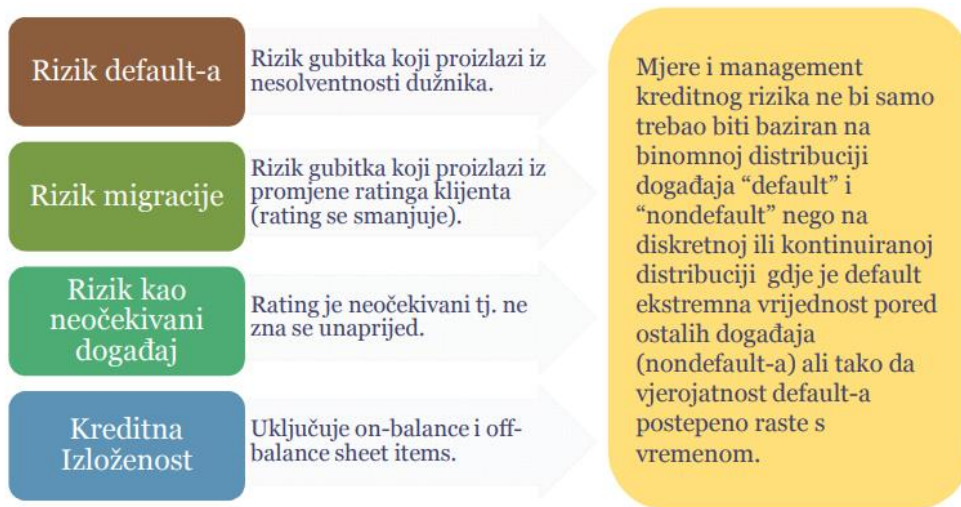 Rizik default-a
Rizik gubitka koji proizlazi iz
nesolventnosti dužnika.
Rizik migracije
Rizik gubitka koji proizlazi iz
promjene ratinga klijenta
(rating se smanjuje).
Rizik kao
neočekivani
događaj
Rating je neočekivani tj. ne
zna se unaprijed.
Kreditna
Izloženost
Uključuje on-balance i off-
balance sheet items.
Mjere i management
kreditnog rizika ne bi samo
trebao biti baziran na
binomnoj distribuciji
događaja “default” i
“nondefault” nego na
diskretnoj ili kontinuiranoj
distribuciji gdje je default
ekstremna vrijednost pored
ostalih događaja
(nondefault-a) ali tako da
vjerojatnost default-a
postepeno raste s
vremenom.